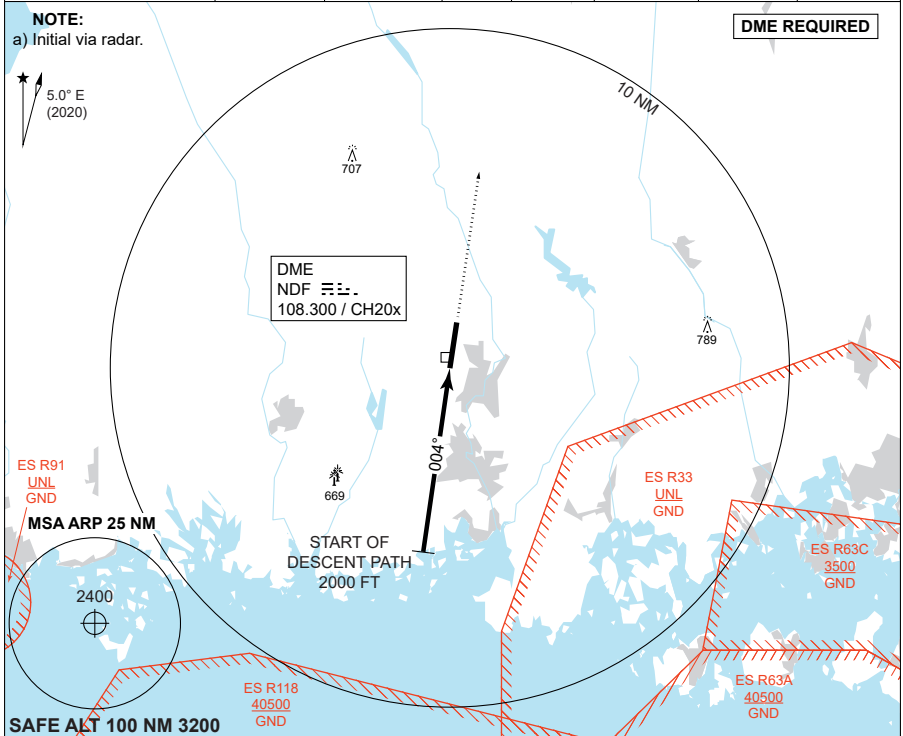 NOTE:
a) Initial via radar.
DME REQUIRED
5.0° E
(2020)
10 NM
707
DME
NDF
108.300 / CH20x
789
004°
ES R91
UNL
GND
669
ES R33
UNL
GND
MSA ARP 25 NM
START OF
DESCENT PATH
2000 FT
ES R63C
3500
GND
2400
ES R118
40500
GND
ES R63A
40500
GND
SAFE ALT 100 NM 3200